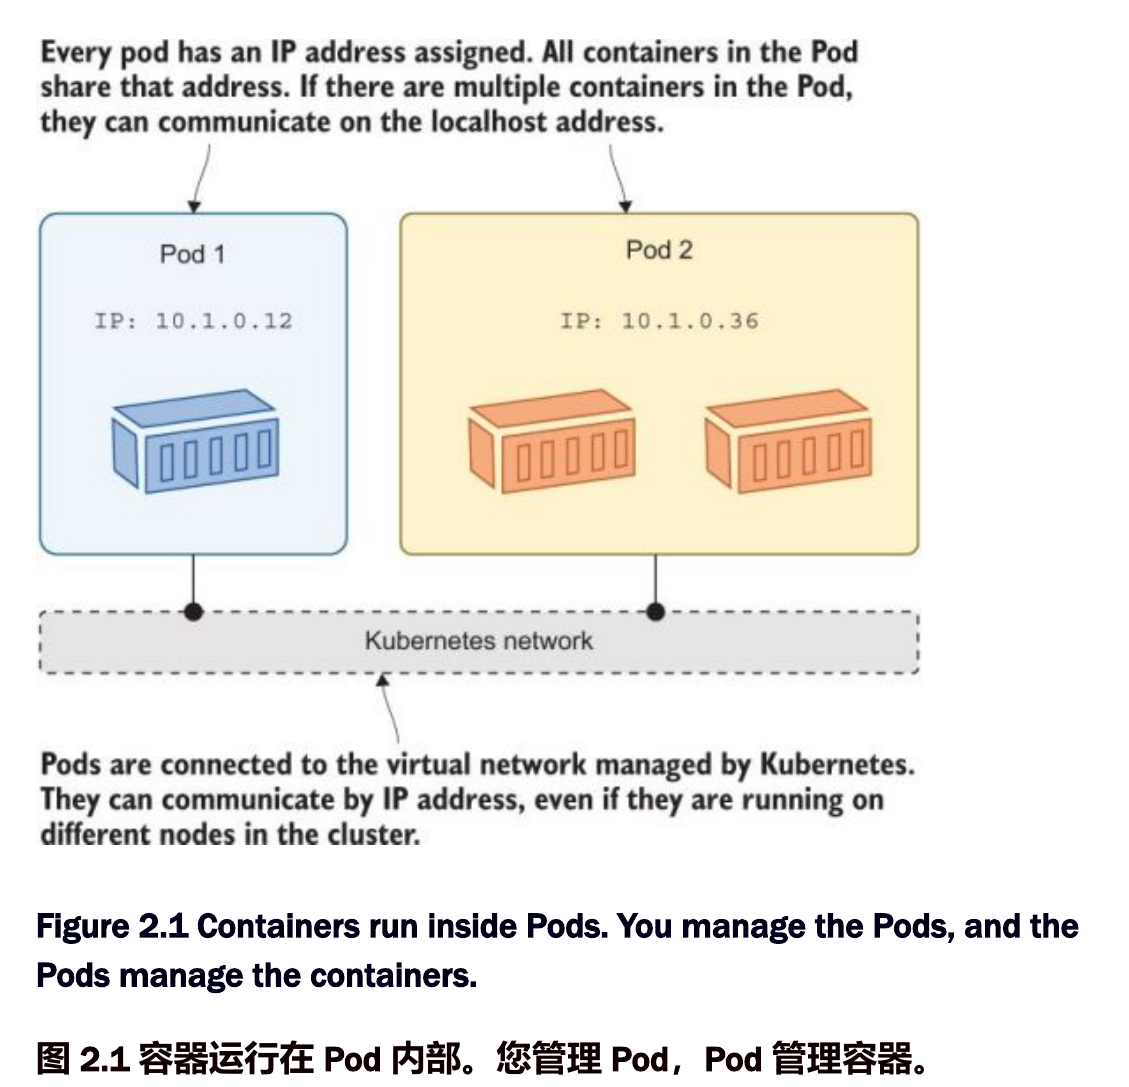 Every pod has an IP address assigned. All containers in the Pod
share that address. If there are multiple containers in the Pod,
they can communicate on the localhost address.
Pod 1
Pod 2
IP: 10.1.0.12
IP: 10.1.0.36
Kubernetes network
Pods are connected to the virtual network managed by Kubernetes.
They can communicate by IP address, even if they are running on
different nodes in the cluster.
Figure 2.1 Containers run inside Pods. You manage the Pods, and the
Pods manage the containers.
图 2.1 容器运行在 Pod 内部。您管理 Pod，Pod 管理容器。